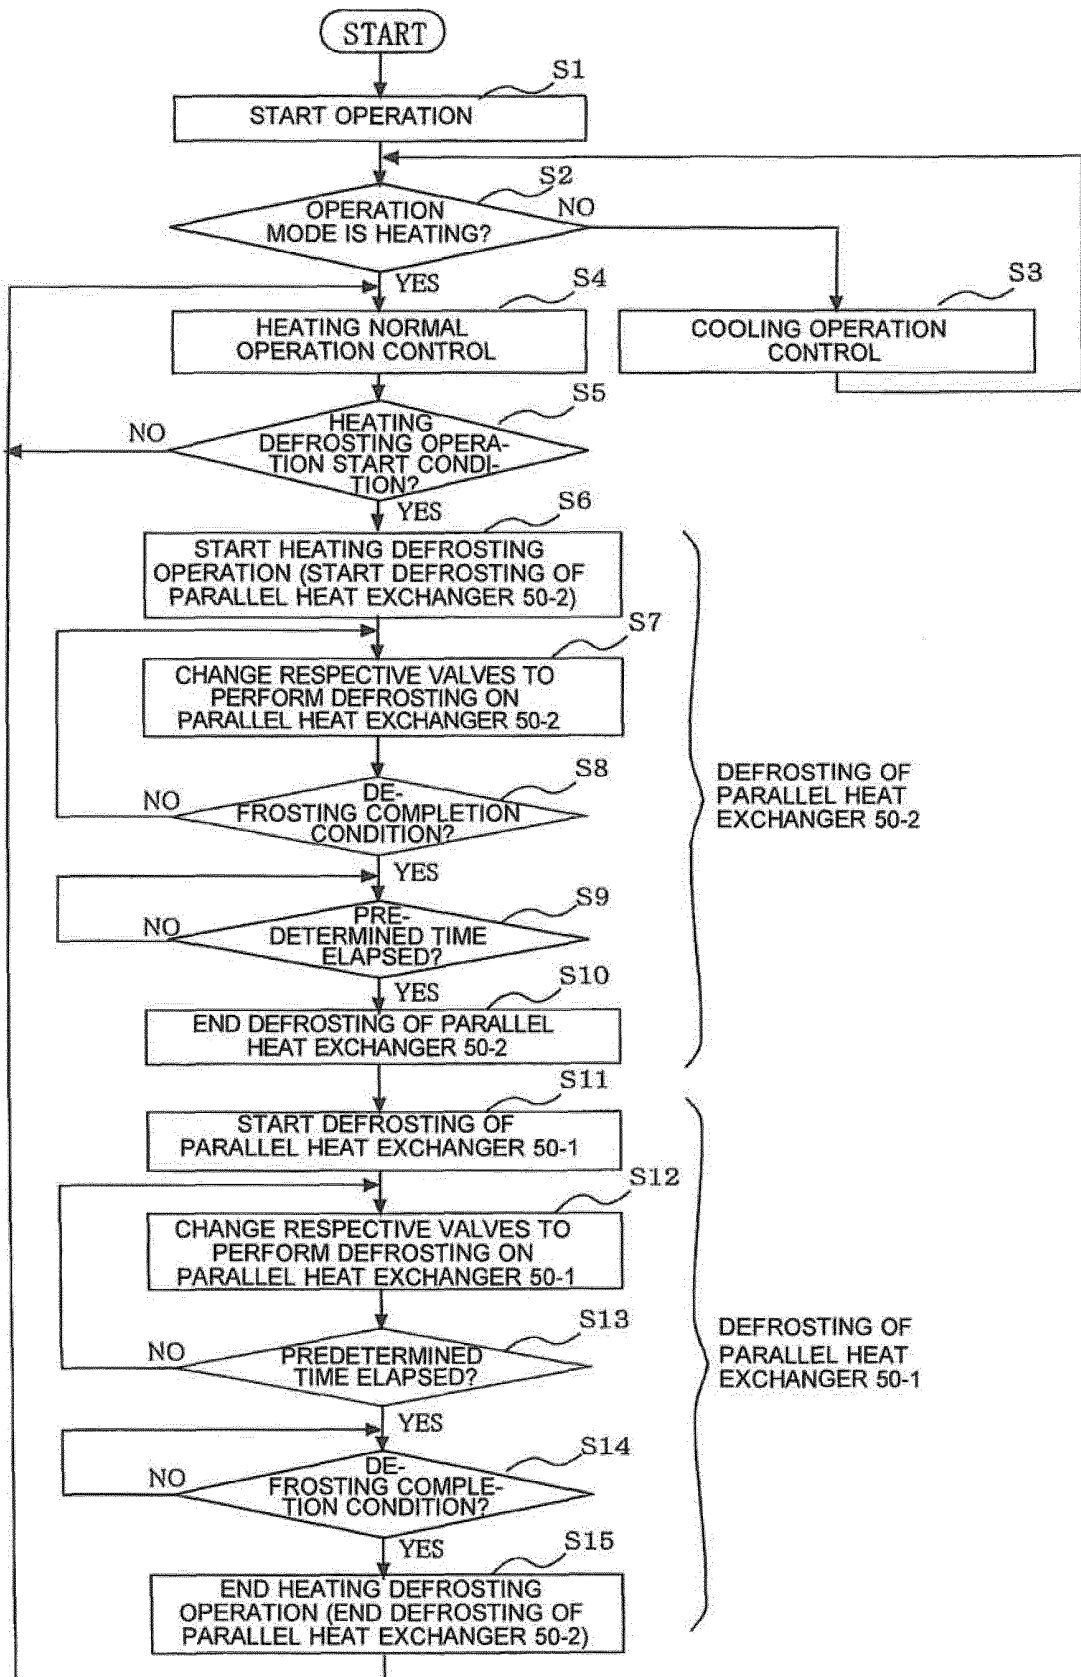 START
S1
START OPERATION
S2
OPERATION
MODE IS HEATING?
NO
YES
S4
HEATING NORMAL
OPERATION CONTROL
S3
COOLING OPERATION
CONTROL
S5
HEATING
DEFROSTING OPERA-
TION START CONDI-
TION?
NO
YES
S6
START HEATING DEFROSTING
OPERATION (START DEFROSTING OF
PARALLEL HEAT EXCHANGER 50-2)
S7
CHANGE RESPECTIVE VALVES TO
PERFORM DEFROSTING ON
PARALLEL HEAT EXCHANGER 50-2
S8
DE-
FROSTING COMPLETION
CONDITION?
NO
YES
DEFROSTING OF
PARALLEL HEAT
EXCHANGER 50-2
S9
PRE-
DETERMINED TIME
ELAPSED?
NO
YES
S10
END DEFROSTING OF PARALLEL
HEAT EXCHANGER 50-2
S11
START DEFROSTING OF
PARALLEL HEAT EXCHANGER 50-1
S12
CHANGE RESPECTIVE VALVES TO
PERFORM DEFROSTING ON
PARALLEL HEAT EXCHANGER 50-1
S13
PREDETERMINED
TIME ELAPSED?
NO
YES
DEFROSTING OF
PARALLEL HEAT
EXCHANGER 50-1
S14
DE-
FROSTING COMPLE-
TION CONDITION?
NO
YES
S15
END HEATING DEFROSTING
OPERATION (END DEFROSTING OF
PARALLEL HEAT EXCHANGER 50-2)